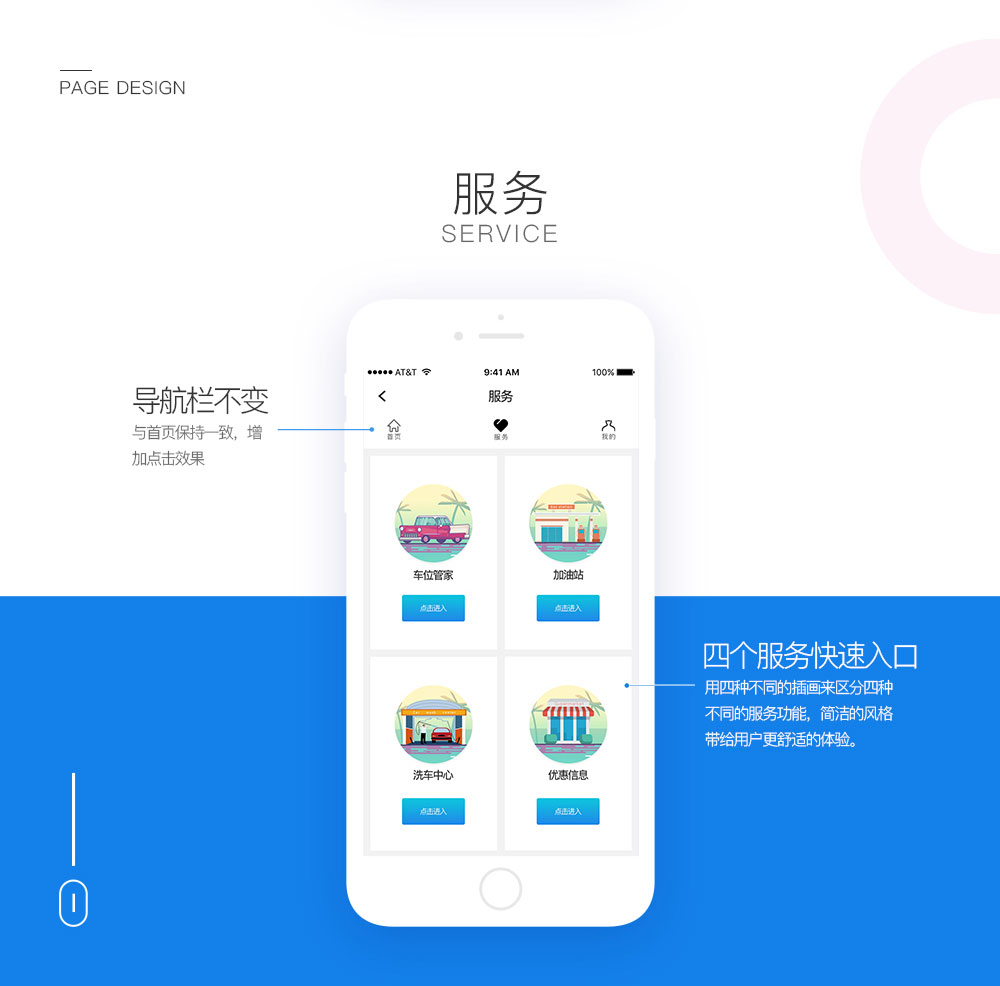 PAGE DESIGN
服务
SERVICE
AT&T
9:41 AM
100%
服务
首页
服务
我的
导航栏不变
与首页保持一致，增
加点击效果
车位管家
加油站
点击进入
点击进入
四个服务快速入口
用四种不同的插画来区分四种
不同的服务功能，简洁的风格
带给用户更舒适的体验。
洗车中心
优惠信息
点击进入
点击进入